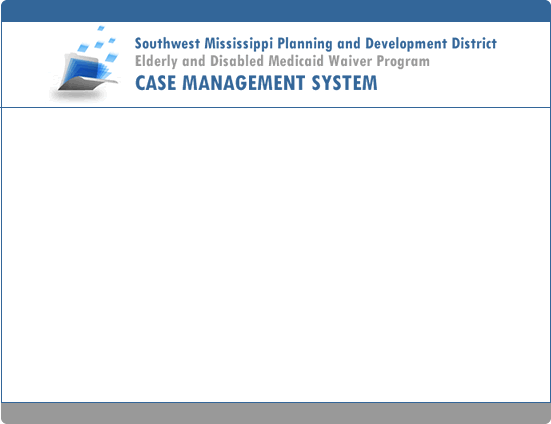 Southwest Mississippi Planning and Development District
Elderly and Disabled Medicaid Waiver Program
CASE MANAGEMENT SYSTEM